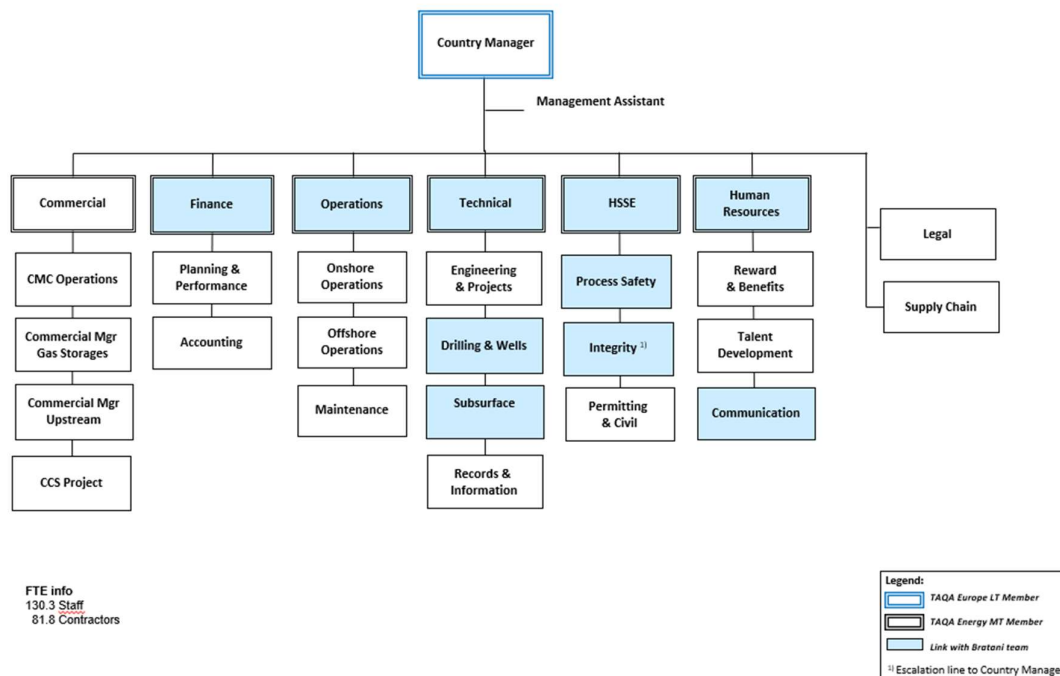 Country Manager
Management Assistant
Commercial
Finance
Operations
Technical
HSSE
Human
Resources
Legal
Supply Chain
CMC Operations
Commercial Mgr
Gas Storages
Commercial Mgr
Upstream
CCS Project
Planning &
Performance
Accounting
Onshore
Operations
Offshore
Operations
Maintenance
Engineering
& Projects
Drilling & Wells
Subsurface
Records &
Information
Process Safety
Integrity 1)
Permitting
& Civil
Reward
& Benefits
Talent
Development
Communication
FTE info
130.3 Staff
81.8 Contractors
Legend:
TAQA Europe LT Member
TAQA Energy MT Member
Link with Bratani team
1) Escalation line to Country Manage